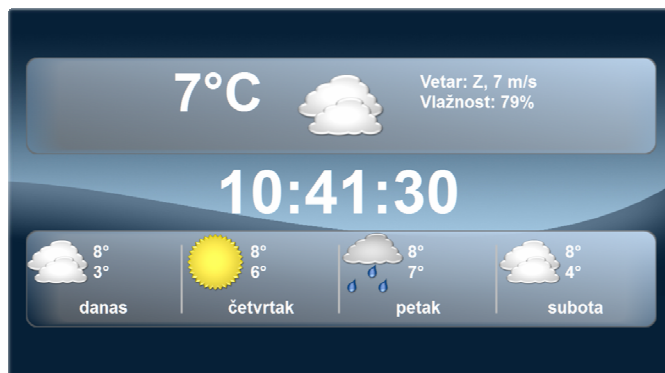 7°C
Vetar: Z, 7 m/s
Vlažnost: 79%
10:41:30
8°
3°
danas
8°
6°
četvrtak
8°
7°
petak
8°
4°
subota